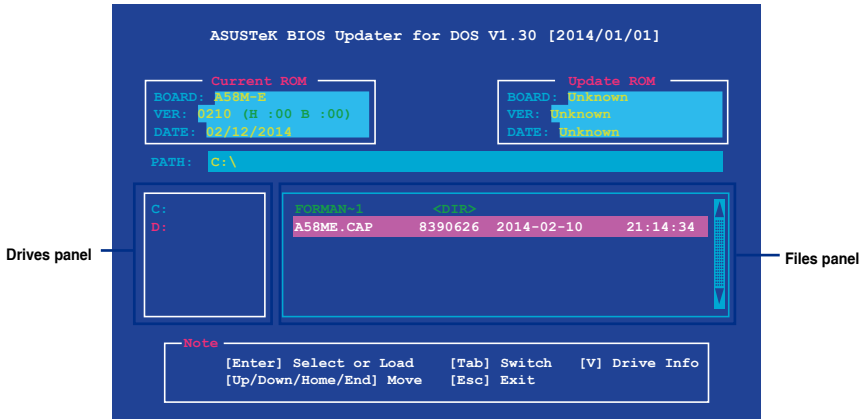 ASUSTeK BIOS Updater for DOS V1.30 [2014/01/01]
Current ROM
BOARD: A58M-E
VER: 0210 (H :00 B :00)
DATE: 02/12/2014
Update ROM
BOARD: Unknown
VER: Unknown
DATE: Unknown
PATH: C:\
C:
D:
FORMAN~1 <DIR>
A58ME.CAP 8390626 2014-02-10 21:14:34
Drives panel
Files panel
Note
[Enter] Select or Load [Tab] Switch [V] Drive Info
[Up/Down/Home/End] Move [Esc] Exit